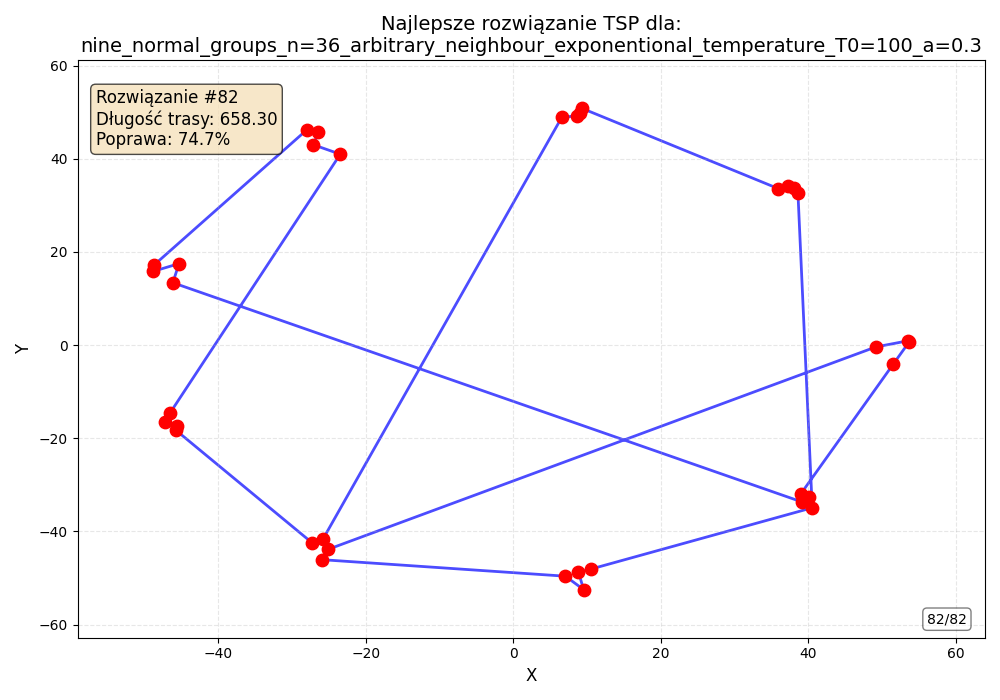 Najlepsze rozwiązanie TSP dla:
nine_normal_groups_n=36_arbitrary_neighbour_exponentional_temperature_T0=100_a=0.3
Rozwiązanie #82
Długość trasy: 658.30
Poprawa: 74.7%
60
40
20
0
−20
−40
−60
Y
82/82
−40
−20
0
20
40
60
X